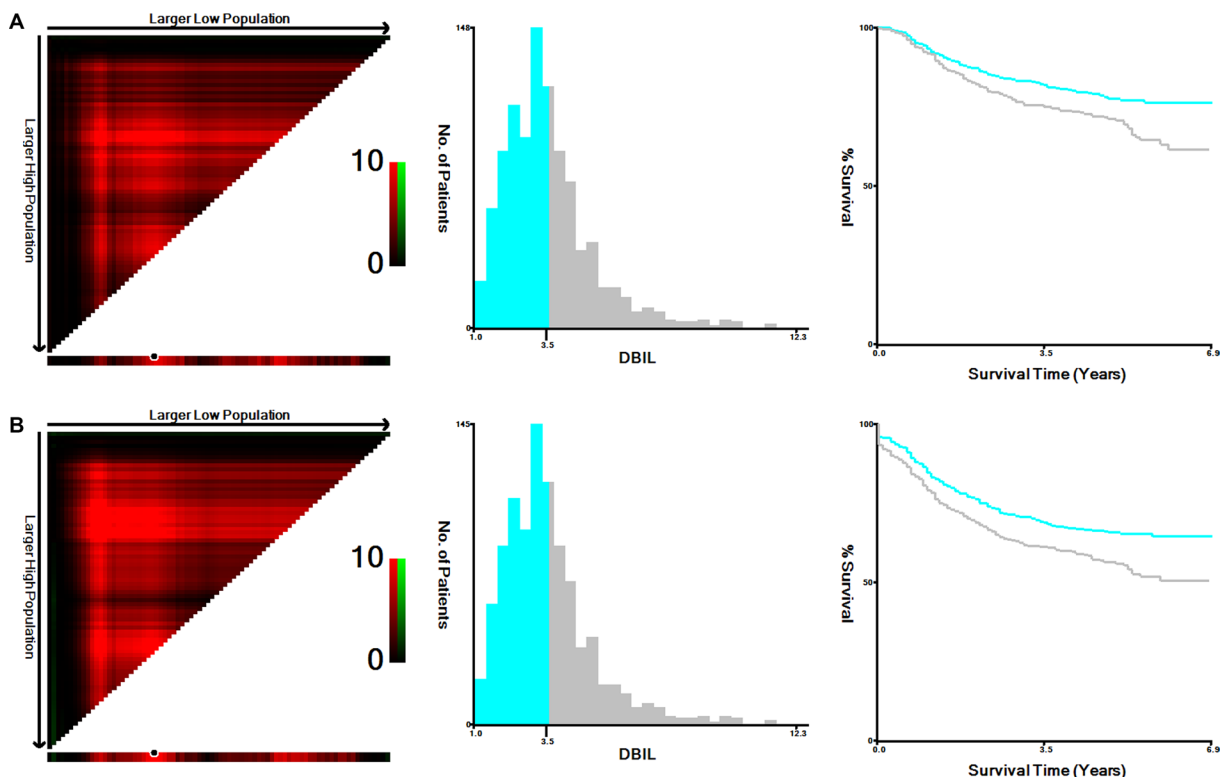 A
Larger Low Population
Larger High Population
10
0
148
No. of Patients
0
1.0
3.5
12.3
DBIL
100
% Survival
50
0
0.0
3.5
6.9
Survival Time (Years)
B
Larger Low Population
Larger High Population
10
0
145
No. of Patients
0
1.0
3.5
12.3
DBIL
100
% Survival
50
0
0.0
3.5
6.9
Survival Time (Years)